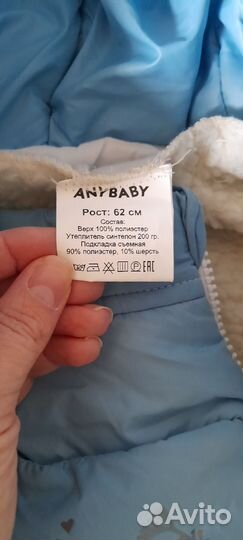 ANYBABY
Рост: 62 см
Состав:
Верх 100% полиэстер
Утеплитель синтепон 200 гр.
Подкладка съемная
90% полиэстер, 10% шерсть
EAC
Avito